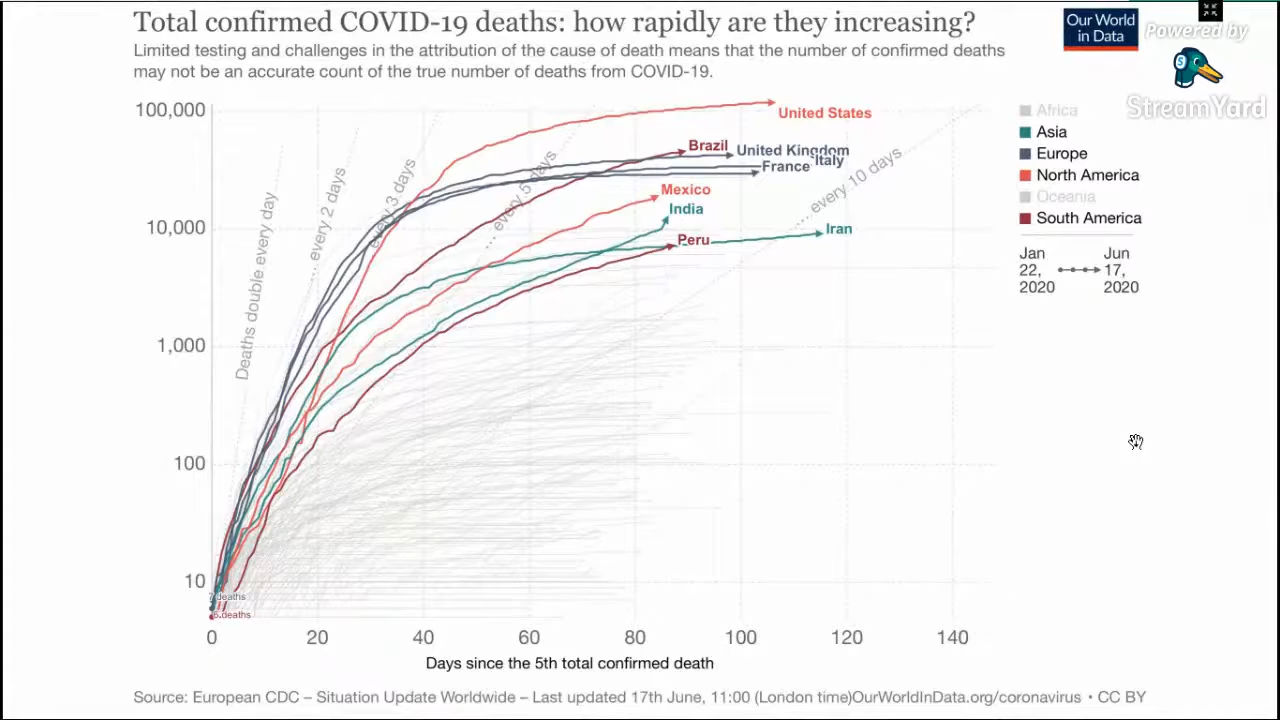 Total confirmed COVID-19 deaths: how rapidly are they increasing?
Limited testing and challenges in the attribution of the cause of death means that the number of confirmed deaths
may not be an accurate count of the true number of deaths from COVID-19.
Our World
in Data
Powered by
S
StreamYard
100,000
10,000
1,000
100
10
Deaths double every day
every 2 days
every 3 days
every 5 days
every 10 days
United States
Brazil
United Kingdom
Italy
France
Mexico
India
Peru
Iran
7 deaths
6 deaths
Africa
Asia
Europe
North America
Oceania
South America
Jan
22,
2020
Jun
17,
2020
0
20
40
60
80
100
120
140
Days since the 5th total confirmed death
Source: European CDC – Situation Update Worldwide – Last updated 17th June, 11:00 (London time)OurWorldInData.org/coronavirus • CC BY